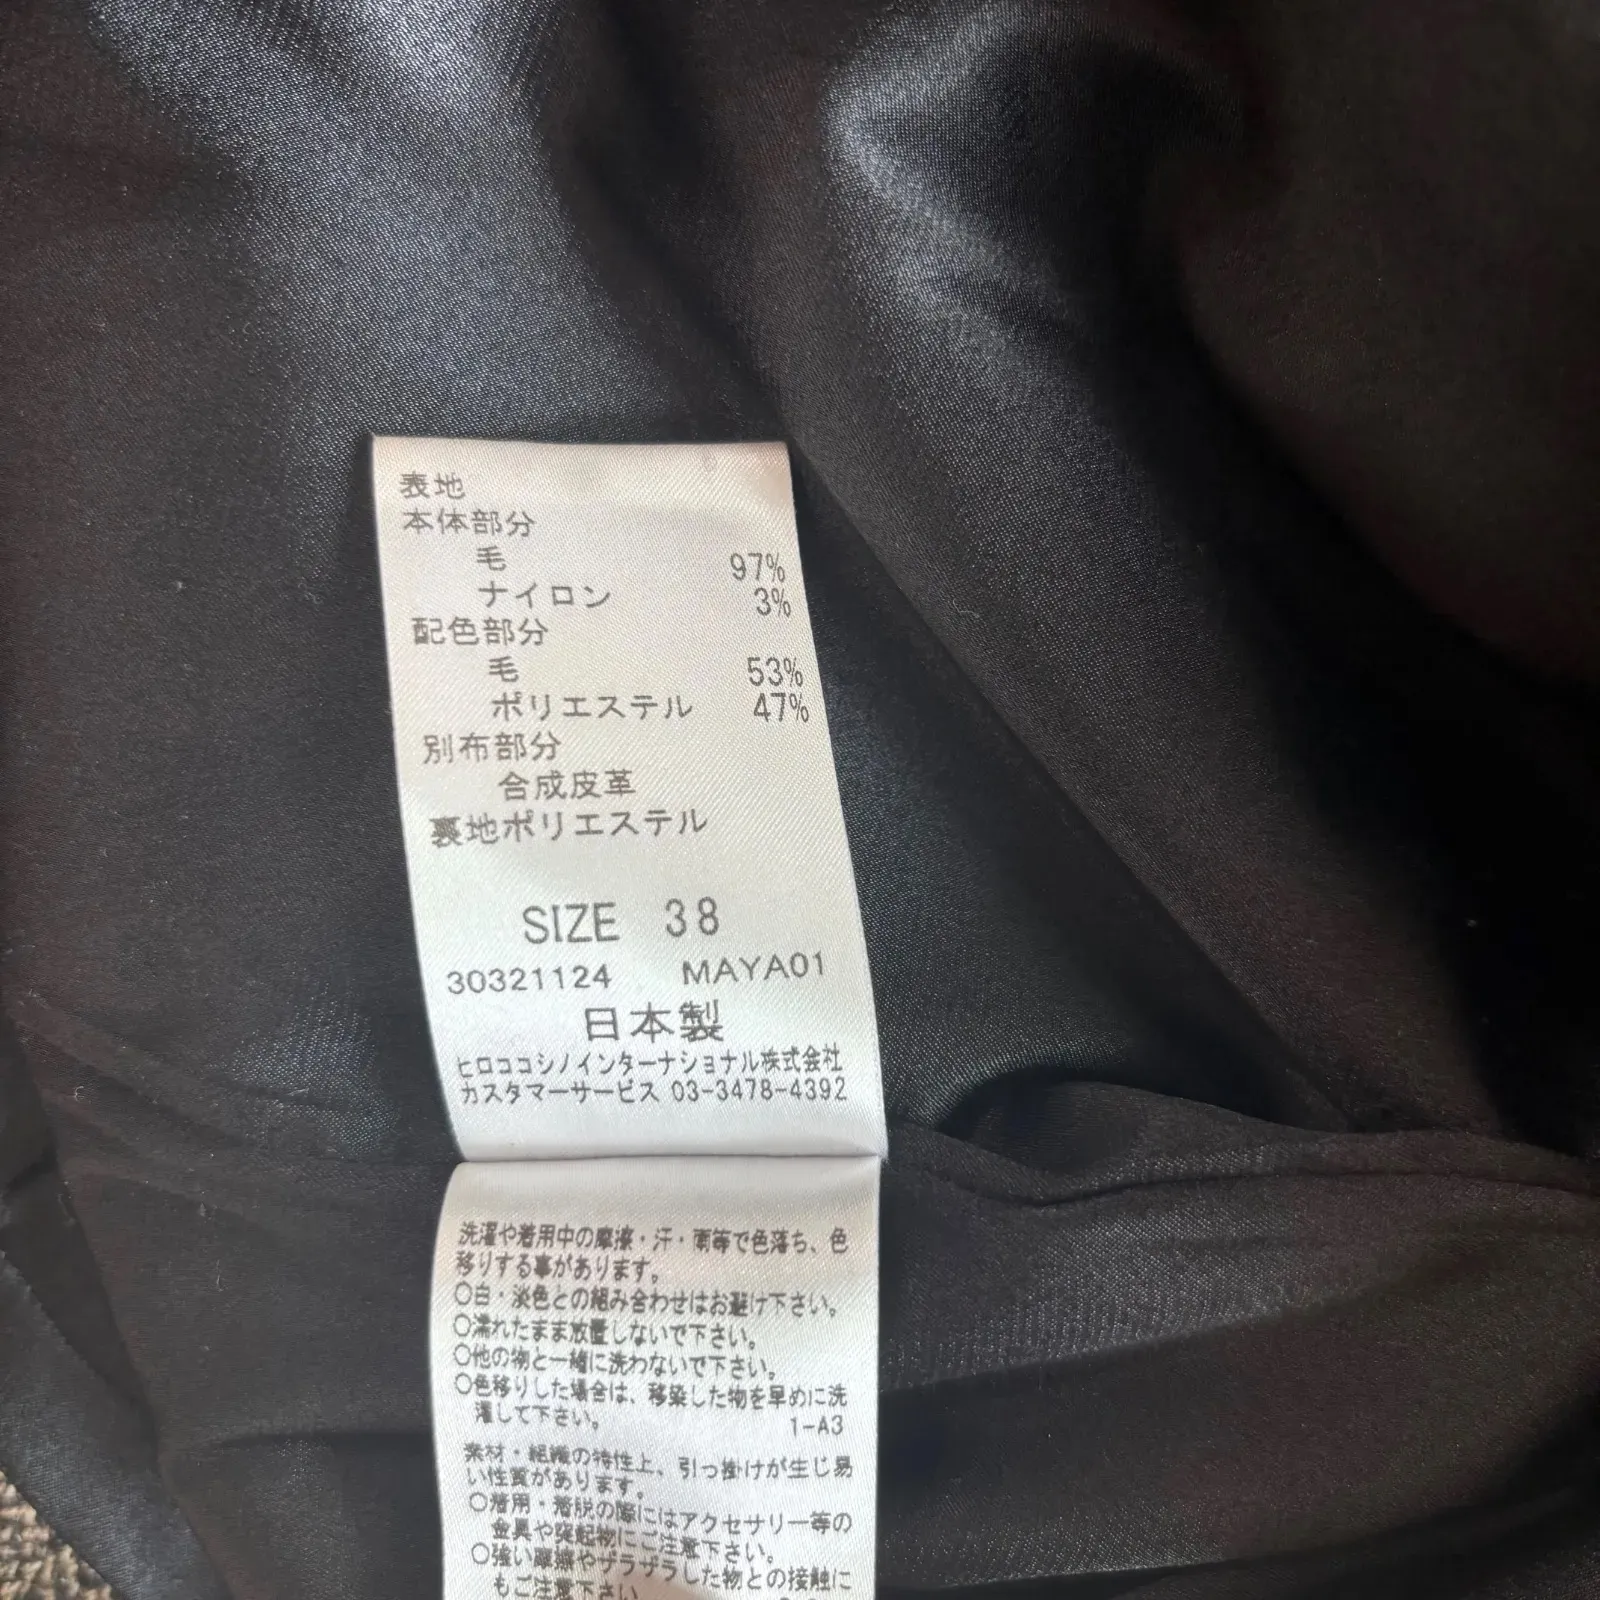 表地
本体部分
毛 97%
ナイロン 3%
配色部分
毛 53%
ポリエステル 47%
別布部分
合成皮革
裏地ポリエステル
SIZE 38
30321124 MAYA01
日本製
ヒロココシノインターナショナル株式会社
カスタマーサービス 03-3478-4392
洗濯や着用中の摩擦・汗・雨等で色落ち、色
移りする事があります。
○白・淡色との組み合わせはお避け下さい。
○濡れたまま放置しないで下さい。
○他の物と一緒に洗わないで下さい。
○色移りした場合は、移染した物を早めに洗
濯して下さい。
1-A3
素材・組織の特性上、引っ掛けが生じ易
い性質があります。
○着用・着脱の際にはアクセサリー等の
金具や突起物にご注意下さい。
○強い摩擦やザラザラした物との接触に
もご注意下さい